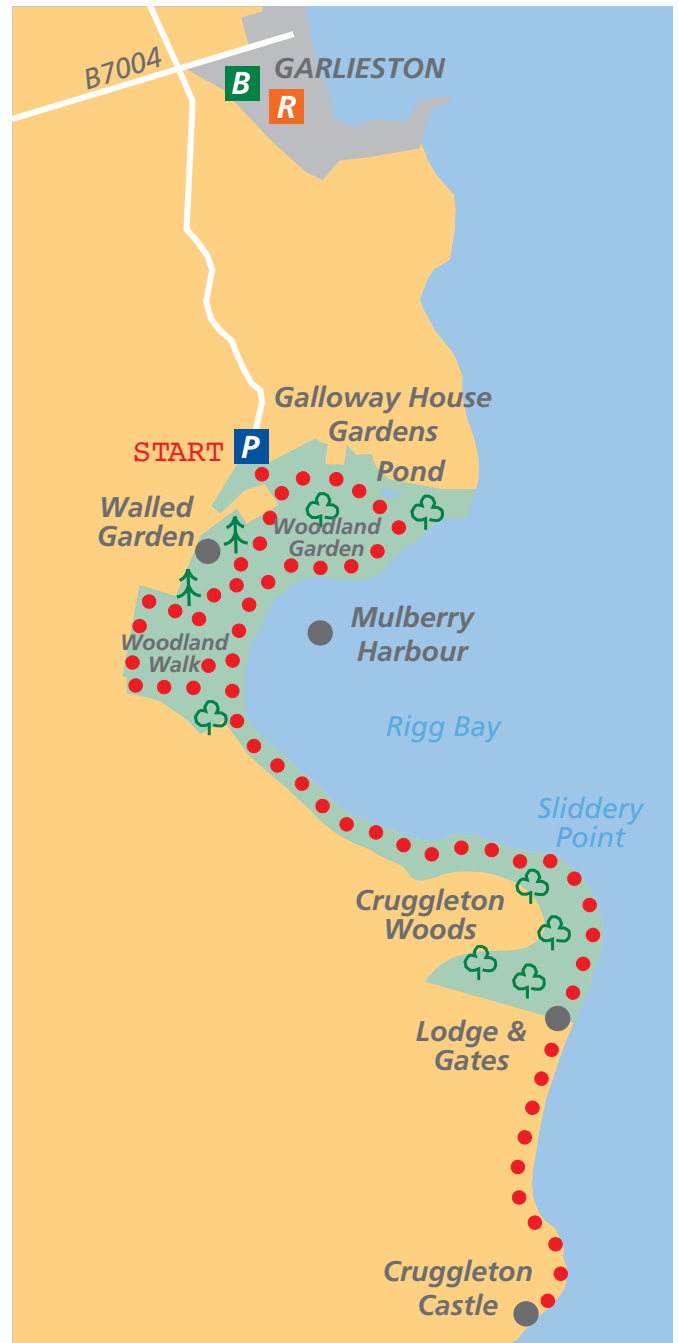 B7004
GARLIESTON
B
R
Galloway House
Gardens
START
P
Pond
Walled
Garden
Woodland
Garden
Mulberry
Harbour
Woodland
Walk
Rigg Bay
Sliddery
Point
Cruggleton
Woods
Lodge &
Gates
Cruggleton
Castle